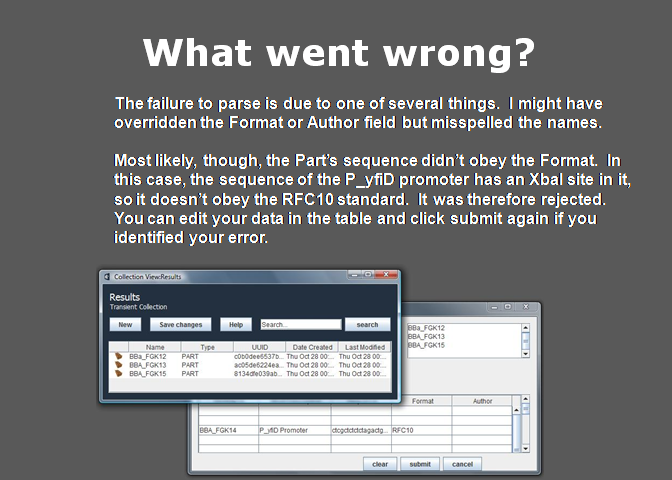 What went wrong?
The failure to parse is due to one of several things. I might have
overridden the Format or Author field but misspelled the names.
Most likely, though, the Part's sequence didn't obey the Format. In
this case, the sequence of the P_yfiD promoter has an XbaI site in it,
so it doesn't obey the RFC10 standard. It was therefore rejected.
You can edit your data in the table and click submit again if you
identified your error.
Collection View:Results
Results
Transient Collection
New Save changes Help Search... search
Name Type UUID Date Created Last Modified
BBa_FGK12 PART c0b0dee6537b... Thu Oct 28 00:... Thu Oct 28 00:...
BBA_FGK13 PART ac05de6224ea... Thu Oct 28 00:... Thu Oct 28 00:...
BBA_FGK15 PART 8134dfe039ab... Thu Oct 28 00:... Thu Oct 28 00:...
BBa_FGK12
BBA_FGK13
BBA_FGK15
Format Author
BBA_FGK14 P_yfiD Promoter ctcgctctctctagactg... RFC10
clear submit cancel